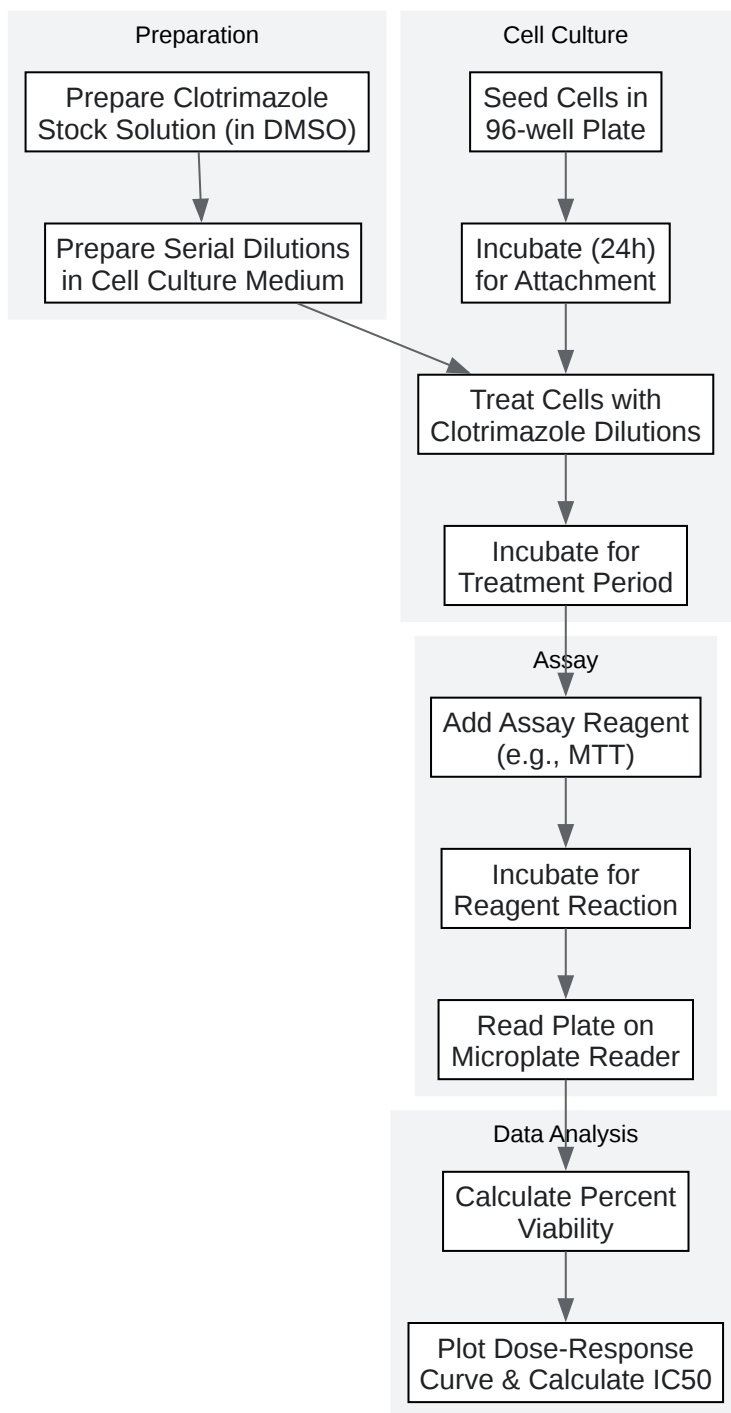 Preparation
Prepare Clotrimazole
Stock Solution (in DMSO)
Prepare Serial Dilutions
in Cell Culture Medium
Cell Culture
Seed Cells in
96-well Plate
Incubate (24h)
for Attachment
Treat Cells with
Clotrimazole Dilutions
Incubate for
Treatment Period
Assay
Add Assay Reagent
(e.g., MTT)
Incubate for
Reagent Reaction
Read Plate on
Microplate Reader
Data Analysis
Calculate Percent
Viability
Plot Dose-Response
Curve & Calculate IC50